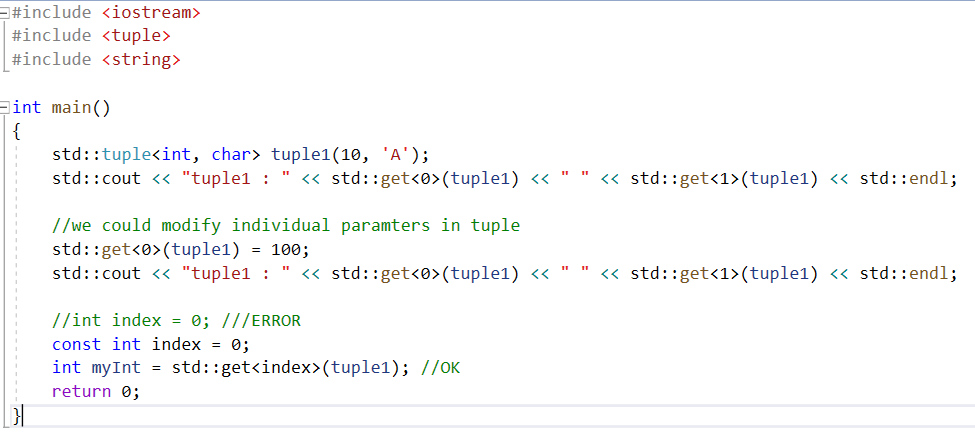 #include <iostream>
#include <tuple>
#include <string>
int main()
{
std::tuple<int, char> tuple1(10, 'A');
std::cout << "tuple1 : " << std::get<0>(tuple1) << " " << std::get<1>(tuple1) << std::endl;
//we could modify individual paramters in tuple
std::get<0>(tuple1) = 100;
std::cout << "tuple1 : " << std::get<0>(tuple1) << " " << std::get<1>(tuple1) << std::endl;
//int index = 0; ///ERROR
const int index = 0;
int myInt = std::get<index>(tuple1); //OK
return 0;
}